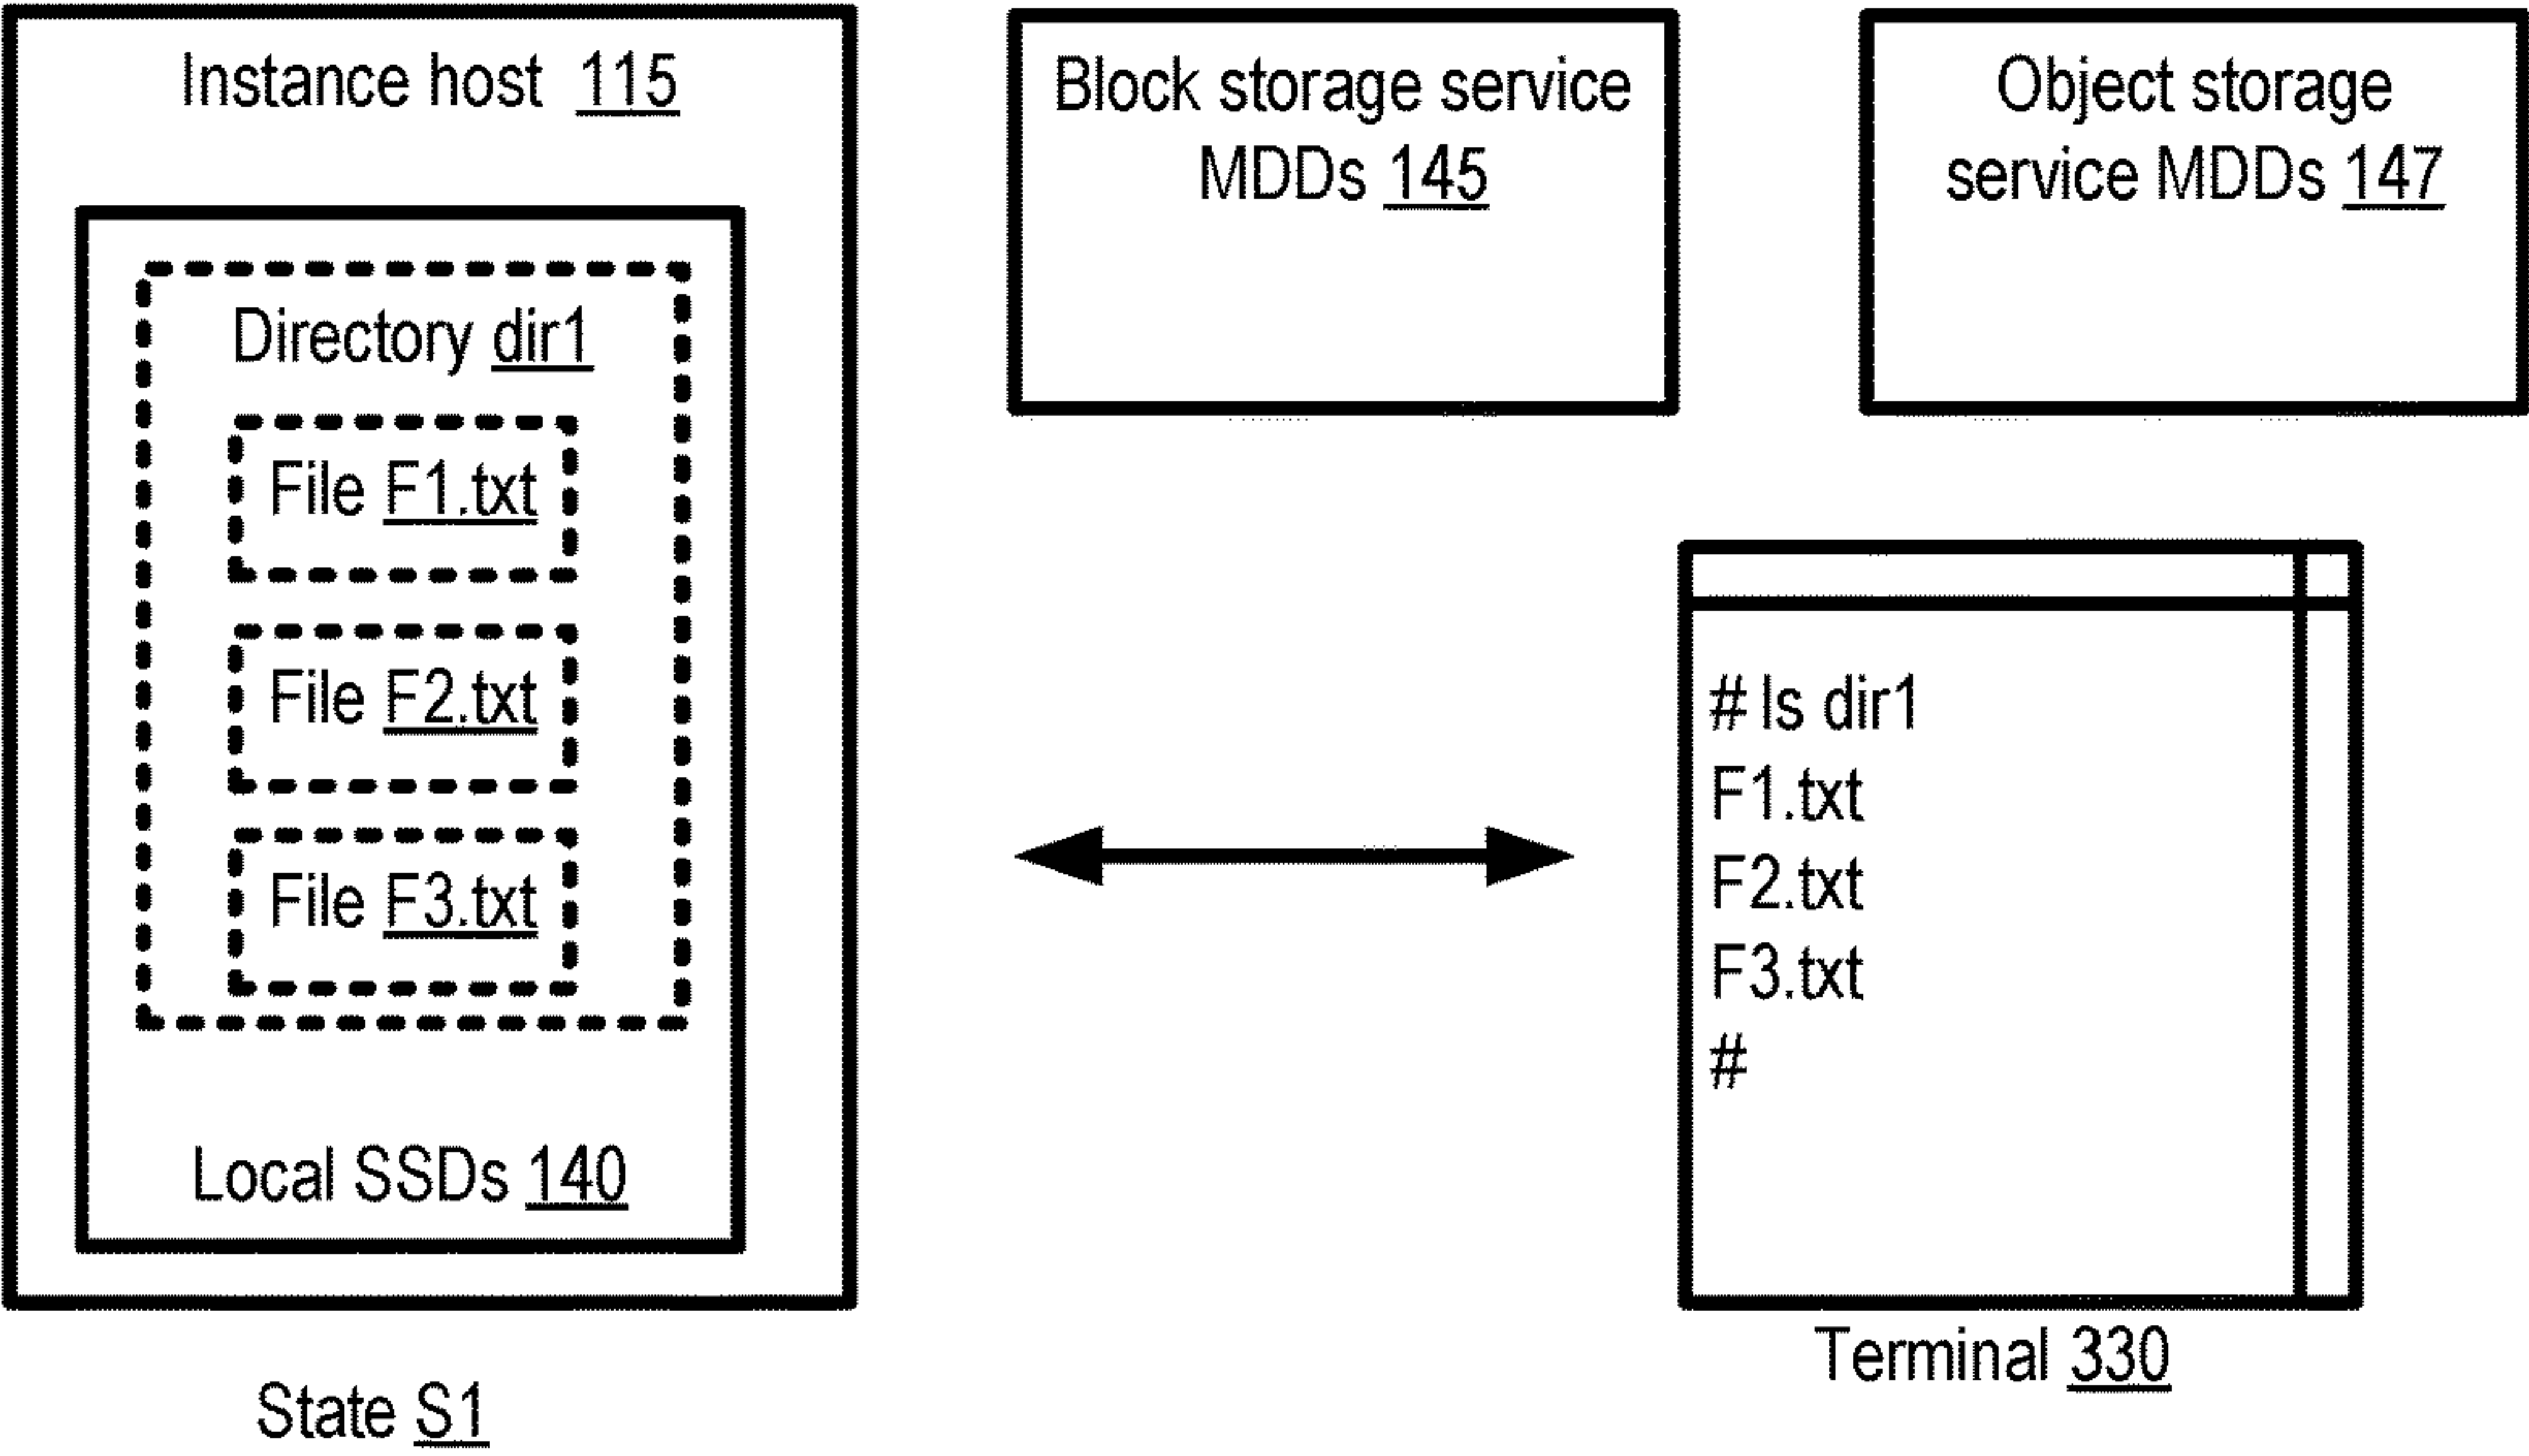 Instance host 115
Directory dir1
File F1.txt
File F2.txt
File F3.txt
Local SSDs 140
State S1
Block storage service
MDDs 145
Object storage
service MDDs 147
# ls dir1
F1.txt
F2.txt
F3.txt
#
Terminal 330